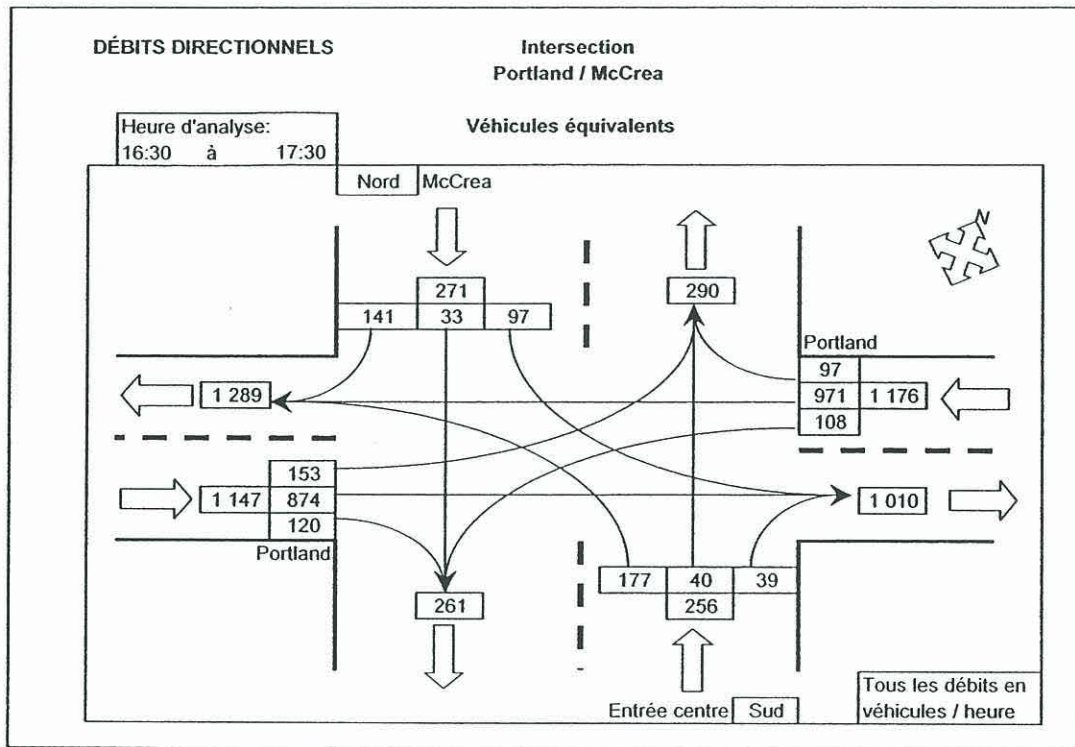 DÉBITS DIRECTIONNELS
Intersection
Portland / McCrea
Heure d'analyse:
16:30 à 17:30
Véhicules équivalents
Nord McCrea
N
271
290
141 33 97
Portland
97
1 289
971 1 176
108
153
1 147 874
1 010
120
Portland
177 40 39
261
256
Tous les débits en
véhicules / heure
Entrée centre Sud